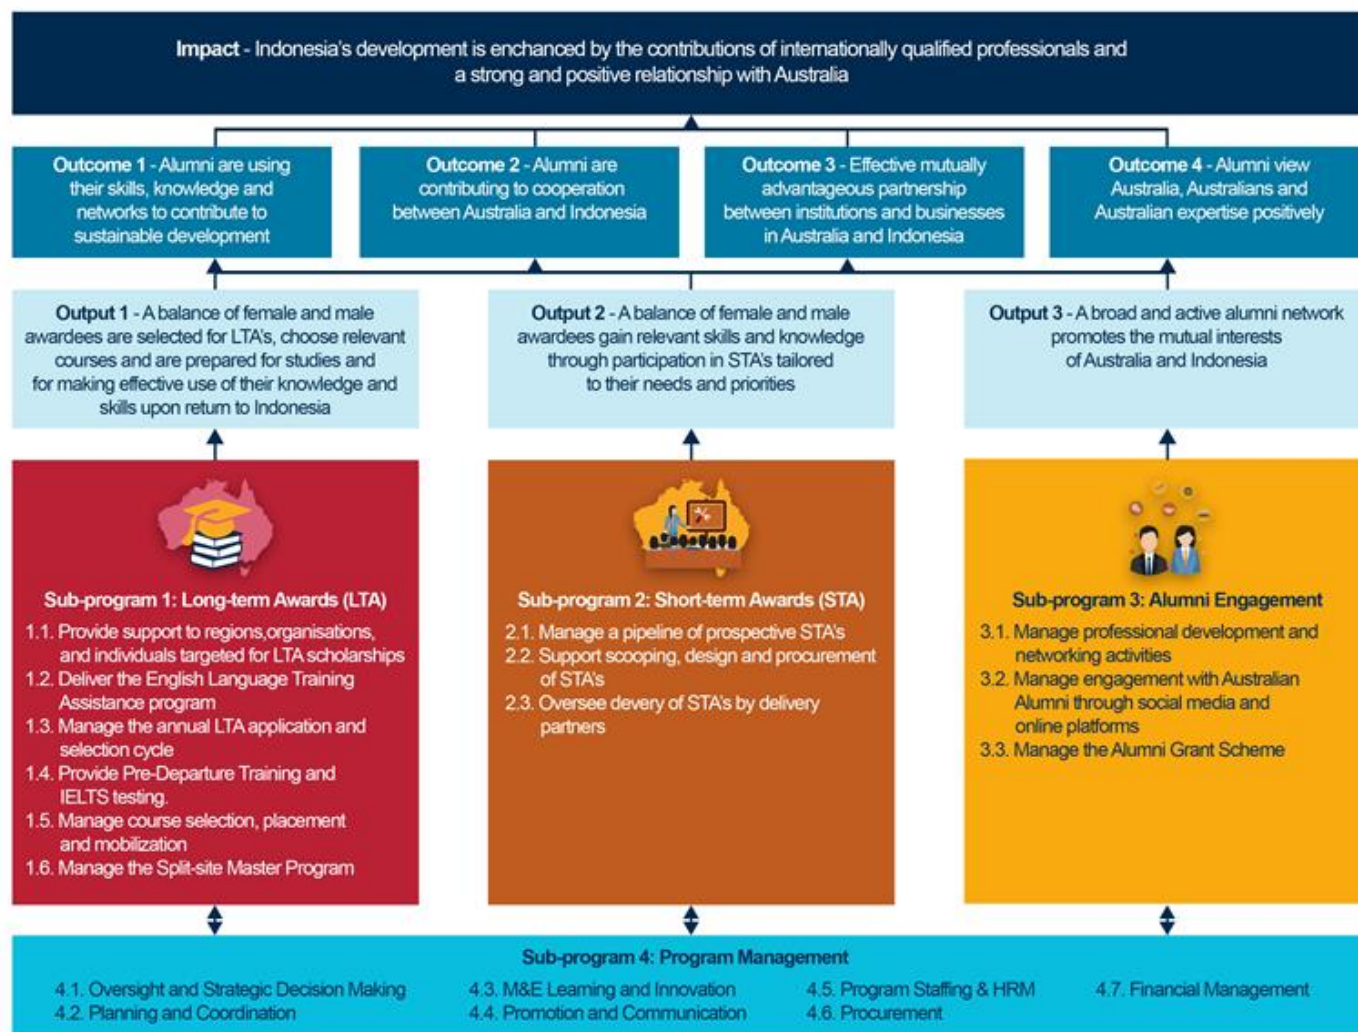 Impact - Indonesia's development is enchanced by the contributions of internationally qualified professionals and
a strong and positive relationship with Australia
Outcome 1 - Alumni are using
their skills, knowledge and
networks to contribute to
sustainable development
Outcome 2 - Alumni are
contributing to cooperation
between Australia and Indonesia
Outcome 3 - Effective mutually
advantageous partnership
between institutions and businesses
in Australia and Indonesia
Outcome 4 - Alumni view
Australia, Australians and
Australian expertise positively
Output 1 - A balance of female and male
awardees are selected for LTA's, choose relevant
courses and are prepared for studies and
for making effective use of their knowledge and
skills upon return to Indonesia
Output 2 - A balance of female and male
awardees gain relevant skills and knowledge
through participation in STA's tailored
to their needs and priorities
Output 3 - A broad and active alumni network
promotes the mutual interests
of Australia and Indonesia
Sub-program 1: Long-term Awards (LTA)
1.1. Provide support to regions,organisations,
and individuals targeted for LTA scholarships
1.2. Deliver the English Language Training
Assistance program
1.3. Manage the annual LTA application and
selection cycle
1.4. Provide Pre-Departure Training and
IELTS testing.
1.5. Manage course selection, placement
and mobilization
1.6. Manage the Split-site Master Program
Sub-program 2: Short-term Awards (STA)
2.1. Manage a pipeline of prospective STA's
2.2. Support scooping, design and procurement
of STA's
2.3. Oversee devery of STA's by delivery
partners
Sub-program 3: Alumni Engagement
3.1. Manage professional development and
networking activities
3.2. Manage engagement with Australian
Alumni through social media and
online platforms
3.3. Manage the Alumni Grant Scheme
Sub-program 4: Program Management
4.1. Oversight and Strategic Decision Making
4.2. Planning and Coordination
4.3. M&E Learning and Innovation
4.4. Promotion and Communication
4.5. Program Staffing & HRM
4.6. Procurement
4.7. Financial Management